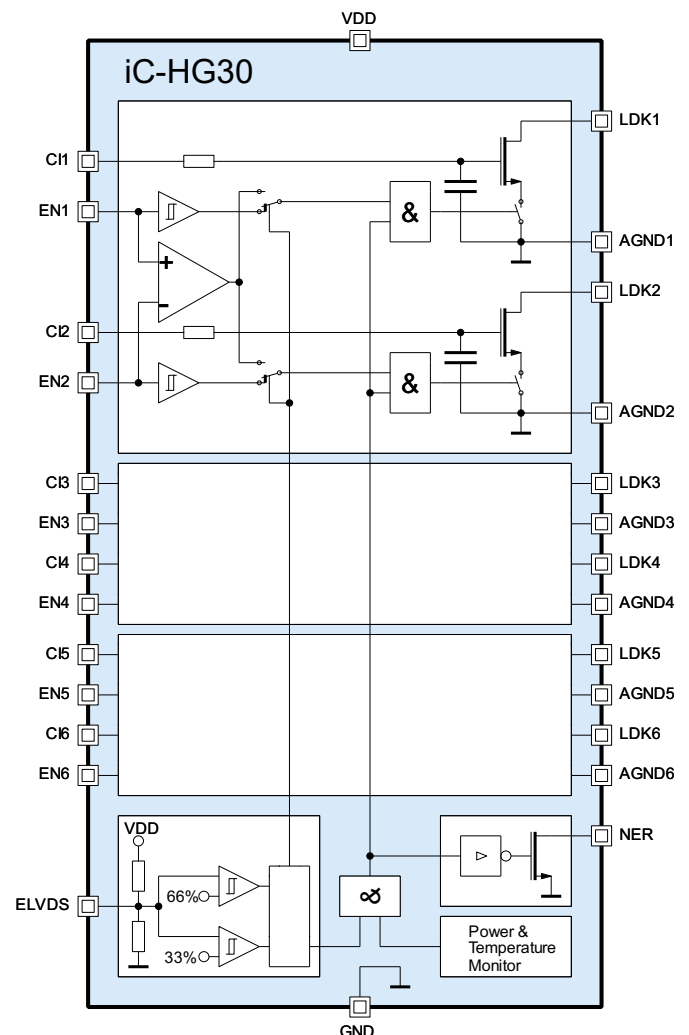 VDD
iC-HG30
CI1
EN1
+
-
CI2
EN2
&
&
LDK1
AGND1
LDK2
AGND2
CI3
EN3
CI4
EN4
LDK3
AGND3
LDK4
AGND4
CI5
EN5
CI6
EN6
LDK5
AGND5
LDK6
AGND6
VDD
ELVDS
66%
33%
&
NER
Power &
Temperature
Monitor
GND